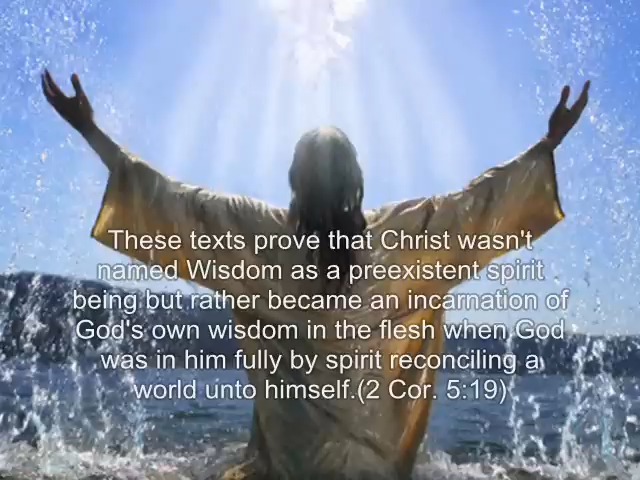 These texts prove that Christ wasn't
named Wisdom as a preexistent spirit
being but rather became an incarnation of
God's own wisdom in the flesh when God
was in him fully by spirit reconciling a
world unto himself.(2 Cor. 5:19)